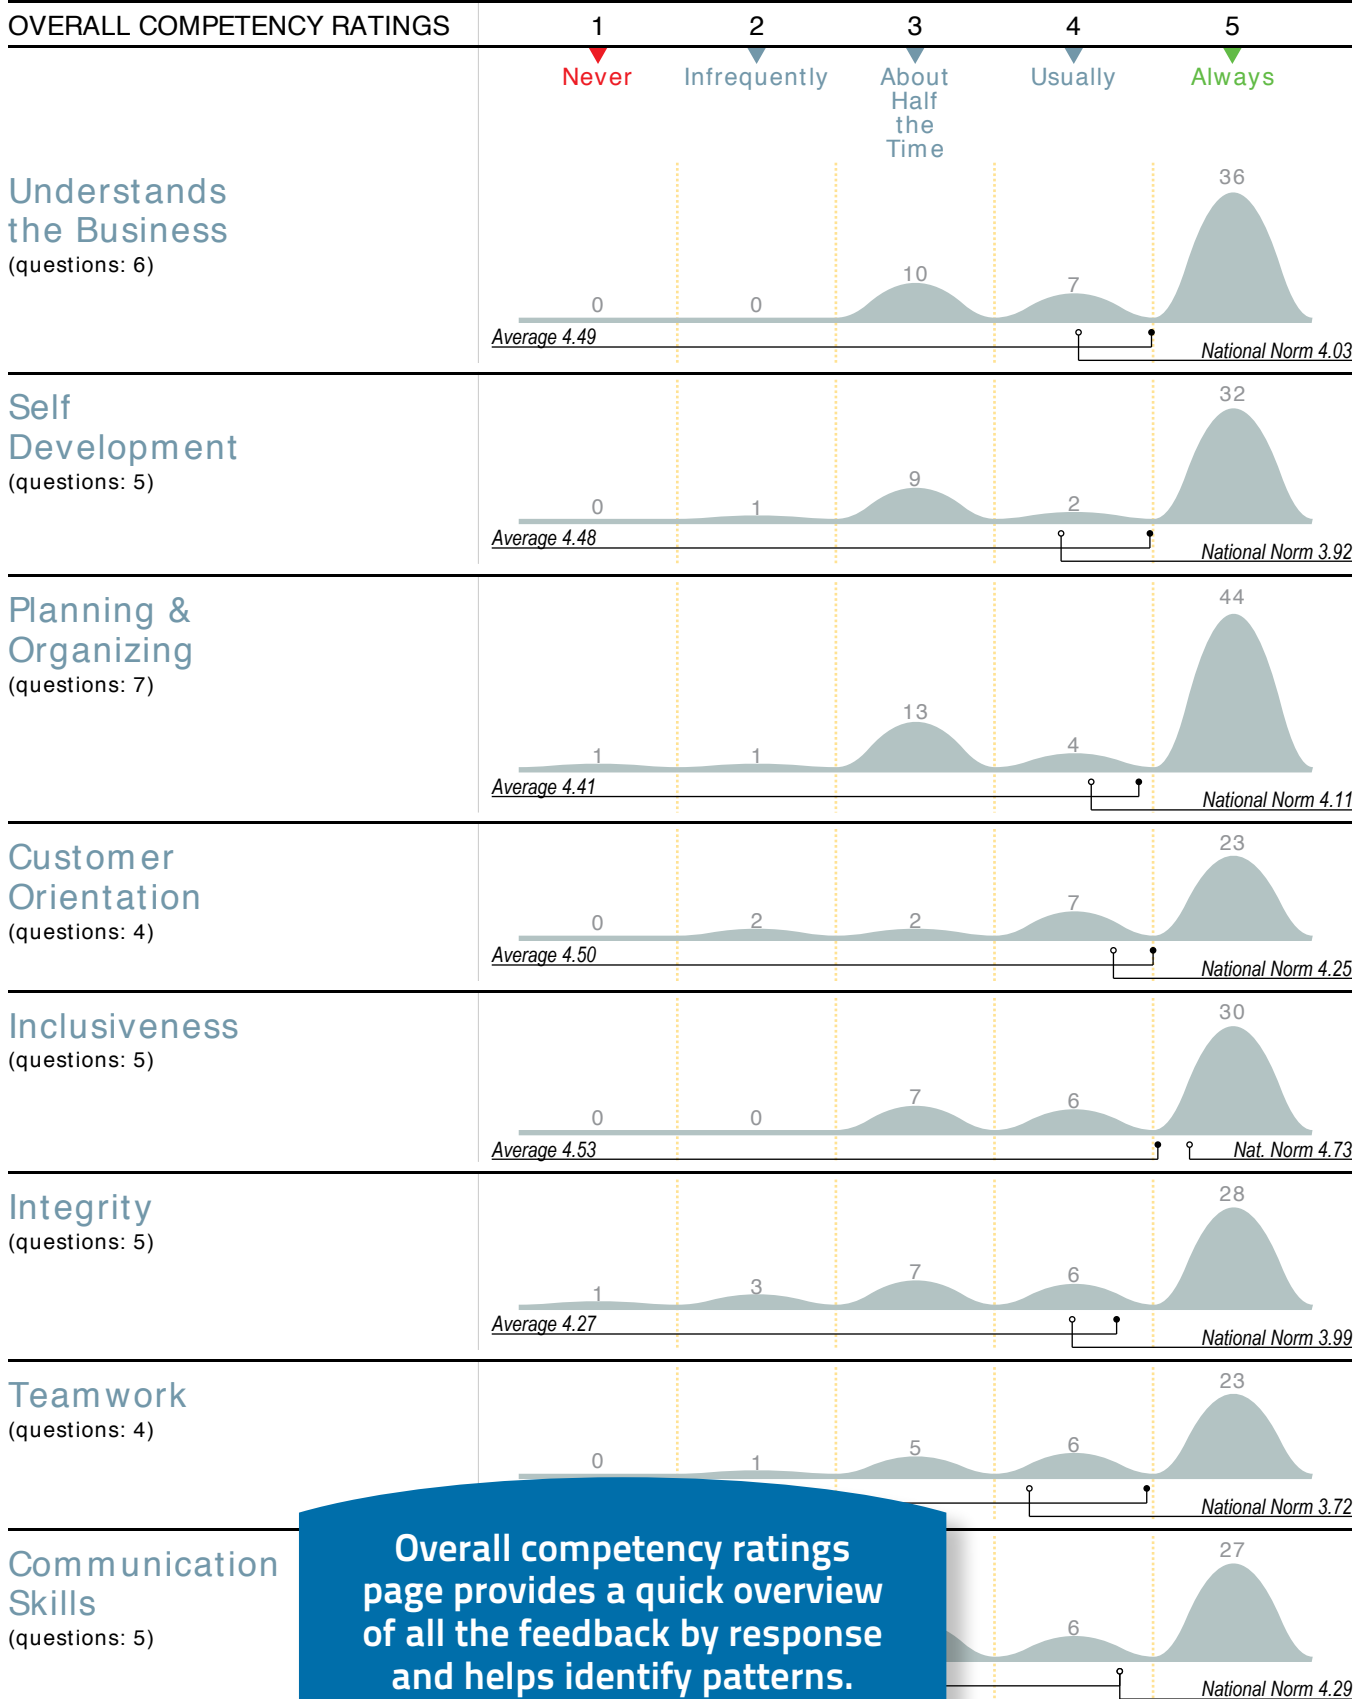 OVERALL COMPETENCY RATINGS 1 2 3 4 5
Never Infrequently About Usually Always
Half
the
Time
Understands
the Business
(questions: 6)
0 0 10 7 36
Average 4.49
National Norm 4.03
Self
Development
(questions: 5)
0 1 9 2 32
Average 4.48
National Norm 3.92
Planning &
Organizing
(questions: 7)
1 1 13 4 44
Average 4.41
National Norm 4.11
Customer
Orientation
(questions: 4)
0 2 2 7 23
Average 4.50
National Norm 4.25
Inclusiveness
(questions: 5)
0 0 7 6 30
Average 4.53
Nat. Norm 4.73
Integrity
(questions: 5)
1 3 7 6 28
Average 4.27
National Norm 3.99
Teamwork
(questions: 4)
0 1 5 6 23
National Norm 3.72
Communication
Skills
(questions: 5)
6 27
National Norm 4.29
Overall competency ratings
page provides a quick overview
of all the feedback by response
and helps identify patterns.